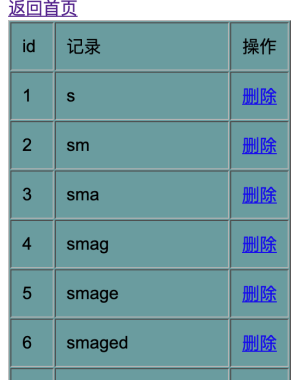 返回首页
id 记录 操作
1 s 删除
2 sm 删除
3 sma 删除
4 smag 删除
5 smage 删除
6 smaged 删除